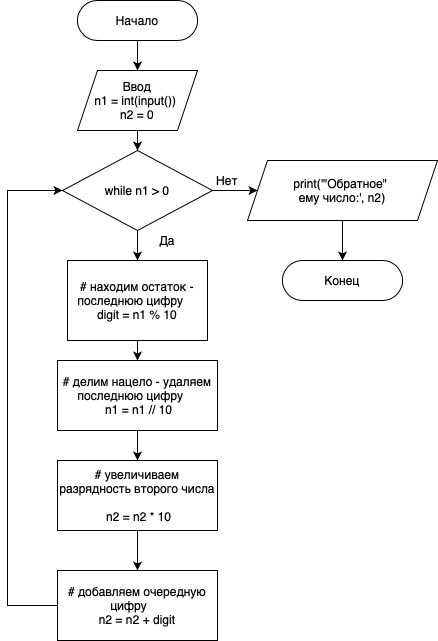 Начало
Ввод
n1 = int(input())
n2 = 0
while n1 > 0
Нет
print('"Обратное"
ему число:', n2)
Да
Конец
# находим остаток -
последнюю цифру
digit = n1 % 10
# делим нацело - удаляем
последнюю цифру
n1 = n1 // 10
# увеличиваем
разрядность второго числа
n2 = n2 * 10
# добавляем очередную
цифру
n2 = n2 + digit